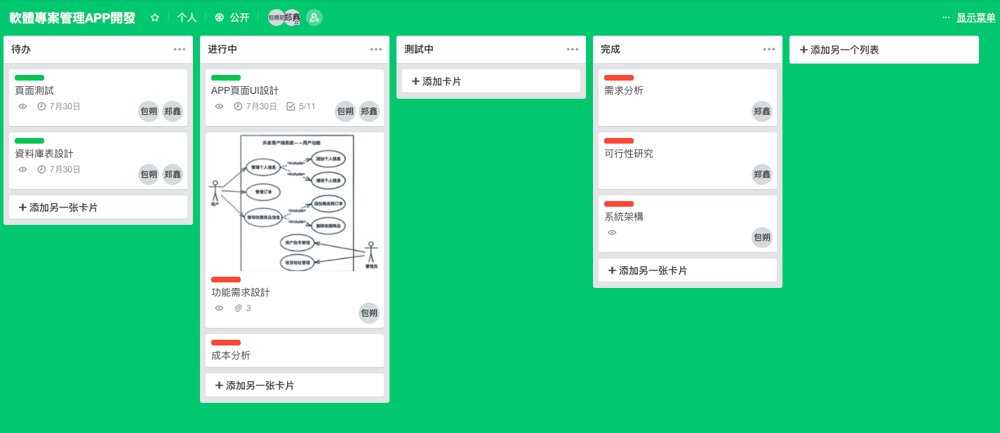 軟體專案管理APP開發
个人
公开
包朔初
郑鑫
显示菜单
待办
頁面測試
7月30日
包朔
郑鑫
資料庫表設計
7月30日
包朔
郑鑫
添加另一张卡片
进行中
APP頁面UI設計
7月30日
5/11
包朔
郑鑫
外卖客户端系统——用户功能
添加个人信息
管理个人信息
<include>
<include>
修改个人信息
管理订单
用户
添加商品到订单
<include>
管理收藏商品信息
<include>
删除收藏商品
用户账号管理
收货地址管理
管理员
功能需求設計
3
包朔
成本分析
添加另一张卡片
測試中
添加卡片
完成
需求分析
郑鑫
可行性研究
郑鑫
系統架構
包朔
添加另一张卡片
添加另一个列表